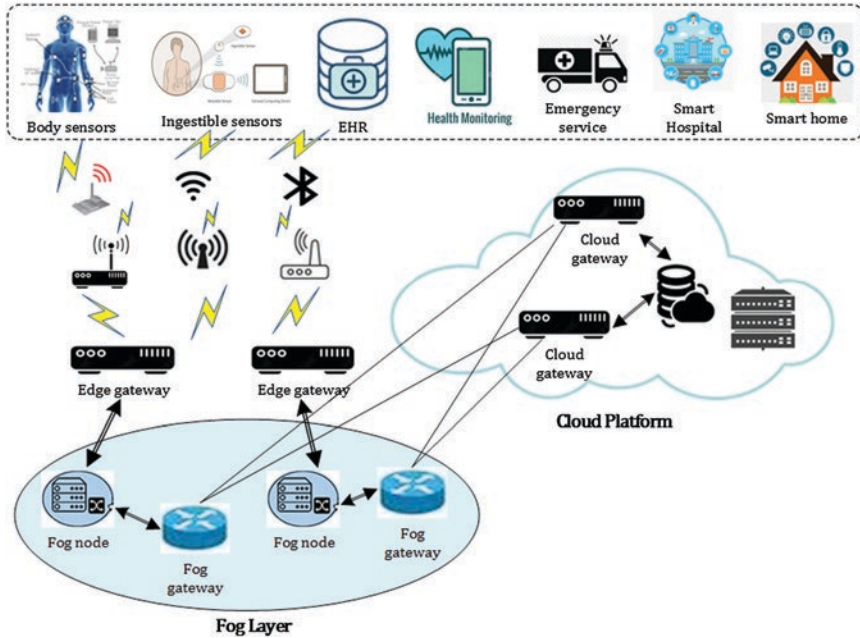 Body sensors
Ingestible sensors
EHR
Health Monitoring
Emergency
service
Smart
Hospital
Smart home
Cloud
gateway
Cloud
gateway
Edge gateway
Edge gateway
Cloud Platform
Fog node
Fog
gateway
Fog node
Fog
gateway
Fog Layer